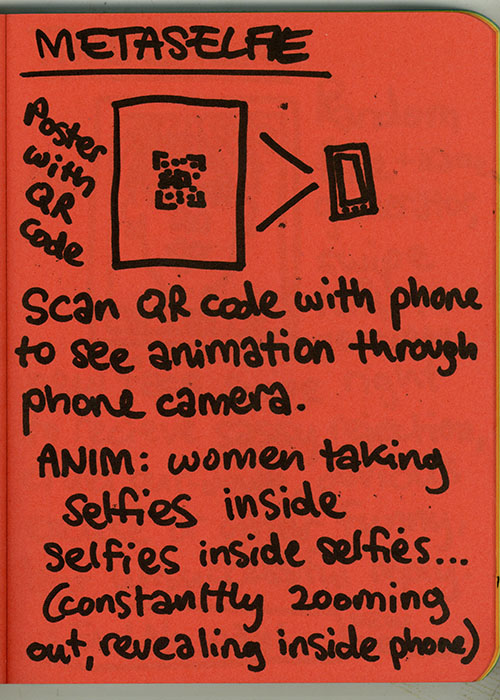 METASELFIE
Poster
with
QR
code
Scan QR code with phone
to see animation through
phone camera.
ANIM: women taking
selfies inside
selfies inside selfies...
(constanttly zooming
out, revealing inside phone)